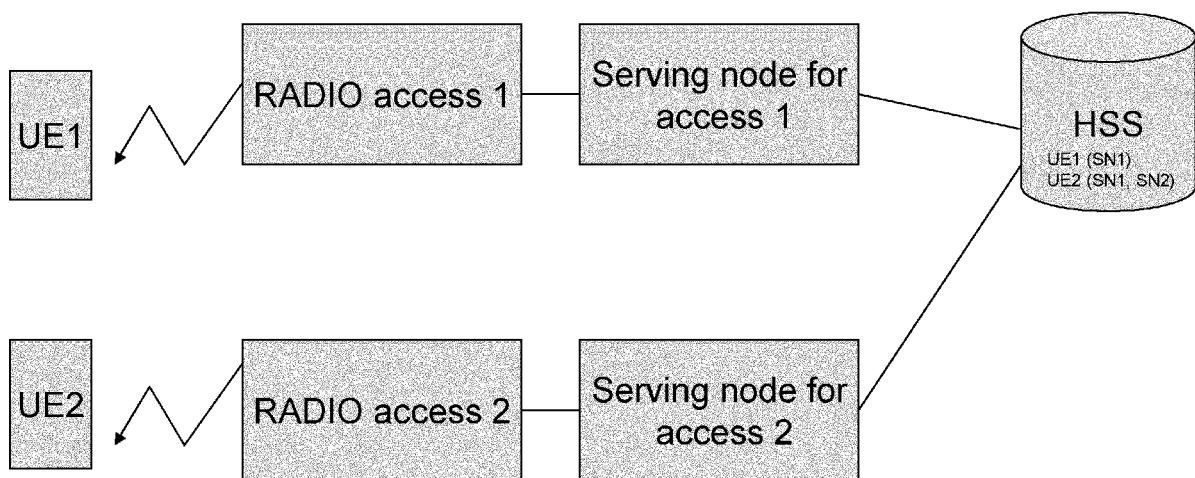 UE1
RADIO access 1
Serving node for
access 1
HSS
UE1 (SN1)
UE2 (SN1, SN2)
UE2
RADIO access 2
Serving node for
access 2